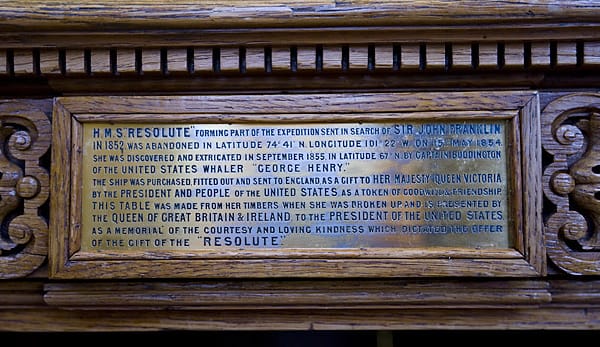 H.M.S. "RESOLUTE" FORMING PART OF THE EXPEDITION SENT IN SEARCH OF SIR JOHN FRANKLIN
IN 1852, WAS ABANDONED IN LATITUDE 74° 41' N. LONGITUDE 101° 22' W. ON 15TH MAY 1854.
SHE WAS DISCOVERED AND EXTRICATED IN SEPTEMBER 1855, IN LATITUDE 67° N. BY CAPTAIN BUDDINGTON
OF THE UNITED STATES WHALER "GEORGE HENRY."
THE SHIP WAS PURCHASED, FITTED OUT AND SENT TO ENGLAND AS A GIFT TO HER MAJESTY QUEEN VICTORIA
BY THE PRESIDENT AND PEOPLE OF THE UNITED STATES, AS A TOKEN OF GOODWILL & FRIENDSHIP.
THIS TABLE WAS MADE FROM HER TIMBERS WHEN SHE WAS BROKEN UP, AND IS PRESENTED BY
THE QUEEN OF GREAT BRITAIN & IRELAND, TO THE PRESIDENT OF THE UNITED STATES,
AS A MEMORIAL OF THE COURTESY AND LOVING KINDNESS WHICH DICTATED THE OFFER
OF THE GIFT OF THE "RESOLUTE."